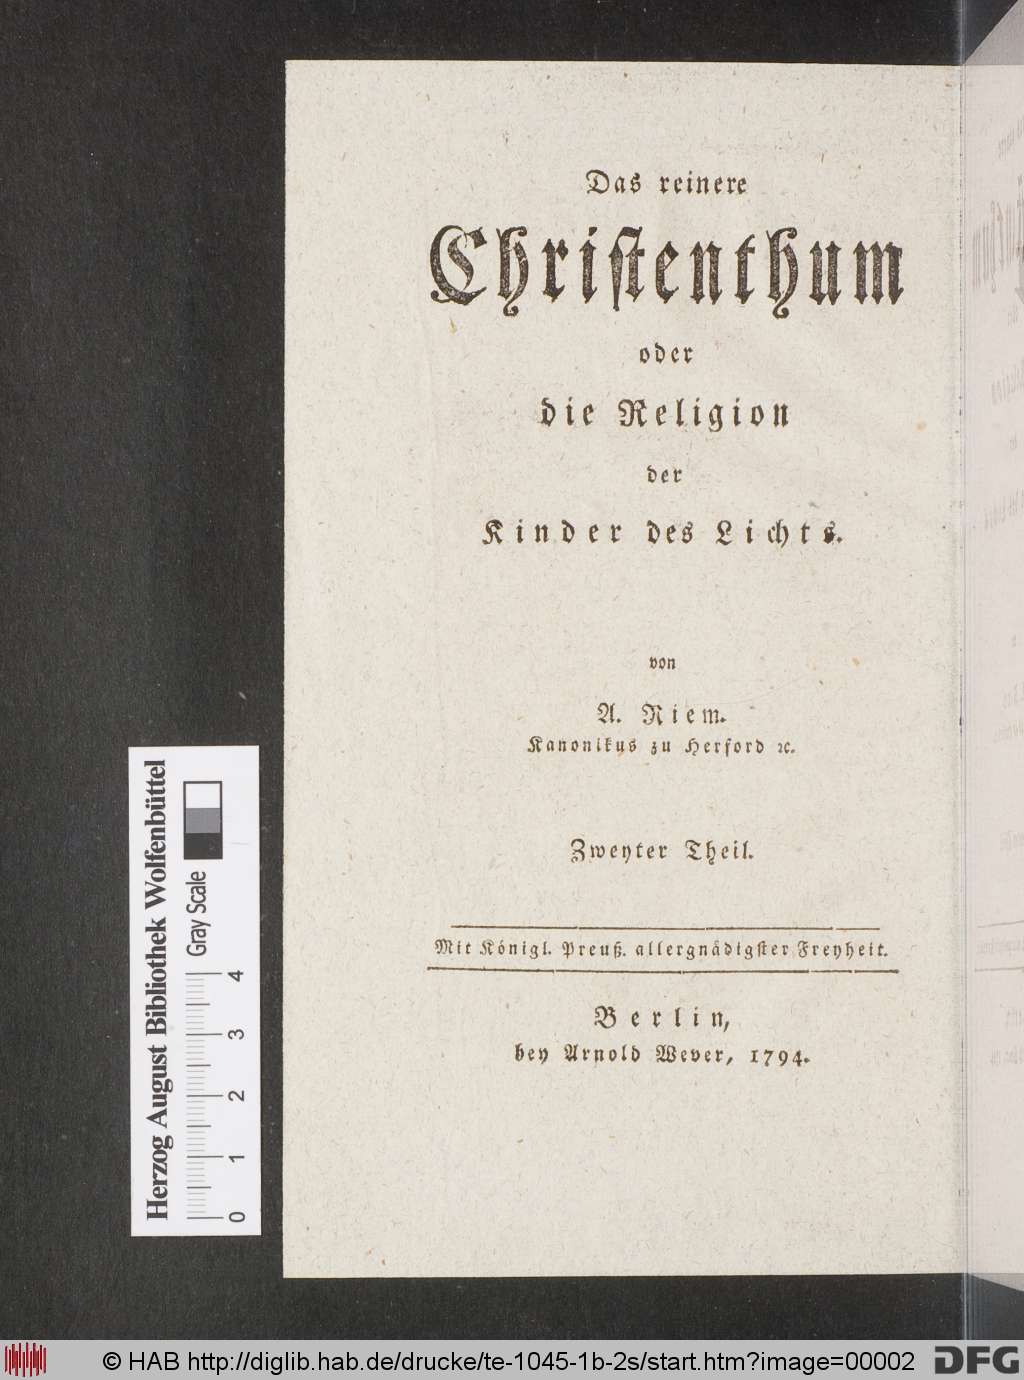 Das reinere
Chriſtenthum
oder
die Religion
der
Kinder des Lichts.
von
A. Riem.
Kanonikus zu Herford ꝛc.
Zweyter Theil.
Mit Königl. Preuß. allergnädigſter Freyheit.
Berlin,
bey Arnold Wever, 1794.
Herzog August Bibliothek Wolfenbüttel
Gray Scale
0 1 2 3 4
© HAB http://diglib.hab.de/drucke/te-1045-1b-2s/start.htm?image=00002
DFG